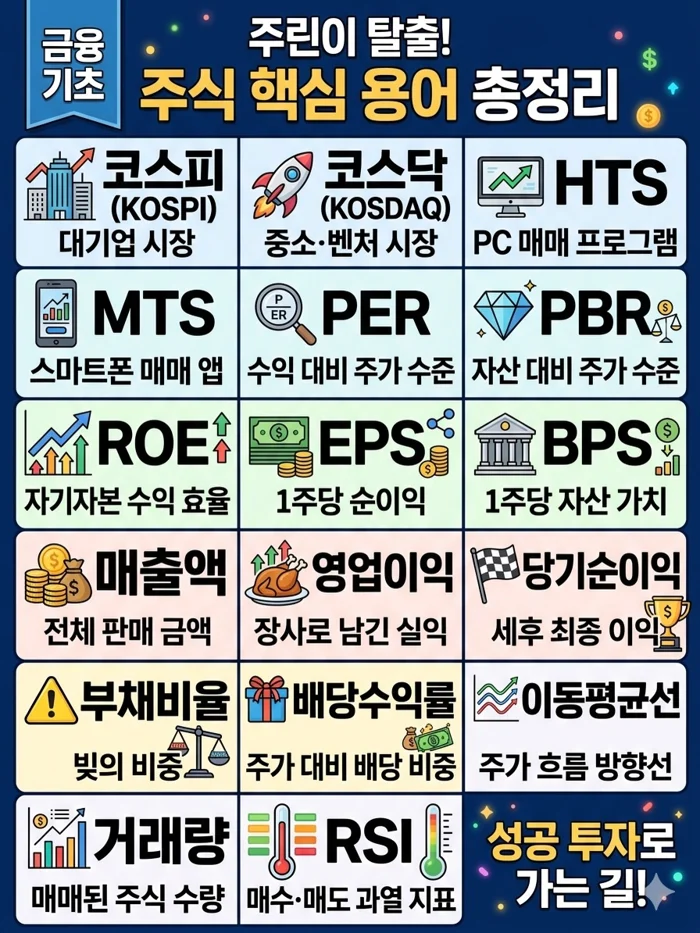 금융
기초
주린이 탈출!
주식 핵심 용어 총정리
코스피
(KOSPI)
대기업 시장
코스닥
(KOSDAQ)
중소·벤처 시장
HTS
PC 매매 프로그램
MTS
스마트폰 매매 앱
P
ER
PER
수익 대비 주가 수준
PBR
자산 대비 주가 수준
ROE
자기자본 수익 효율
EPS
1주당 순이익
BPS
1주당 자산 가치
매출액
전체 판매 금액
영업이익
장사로 남긴 실익
당기순이익
세후 최종 이익
부채비율
빚의 비중
배당수익률
주가 대비 배당 비중
이동평균선
주가 흐름 방향선
거래량
매매된 주식 수량
RSI
매수·매도 과열 지표
성공 투자로
가는 길!